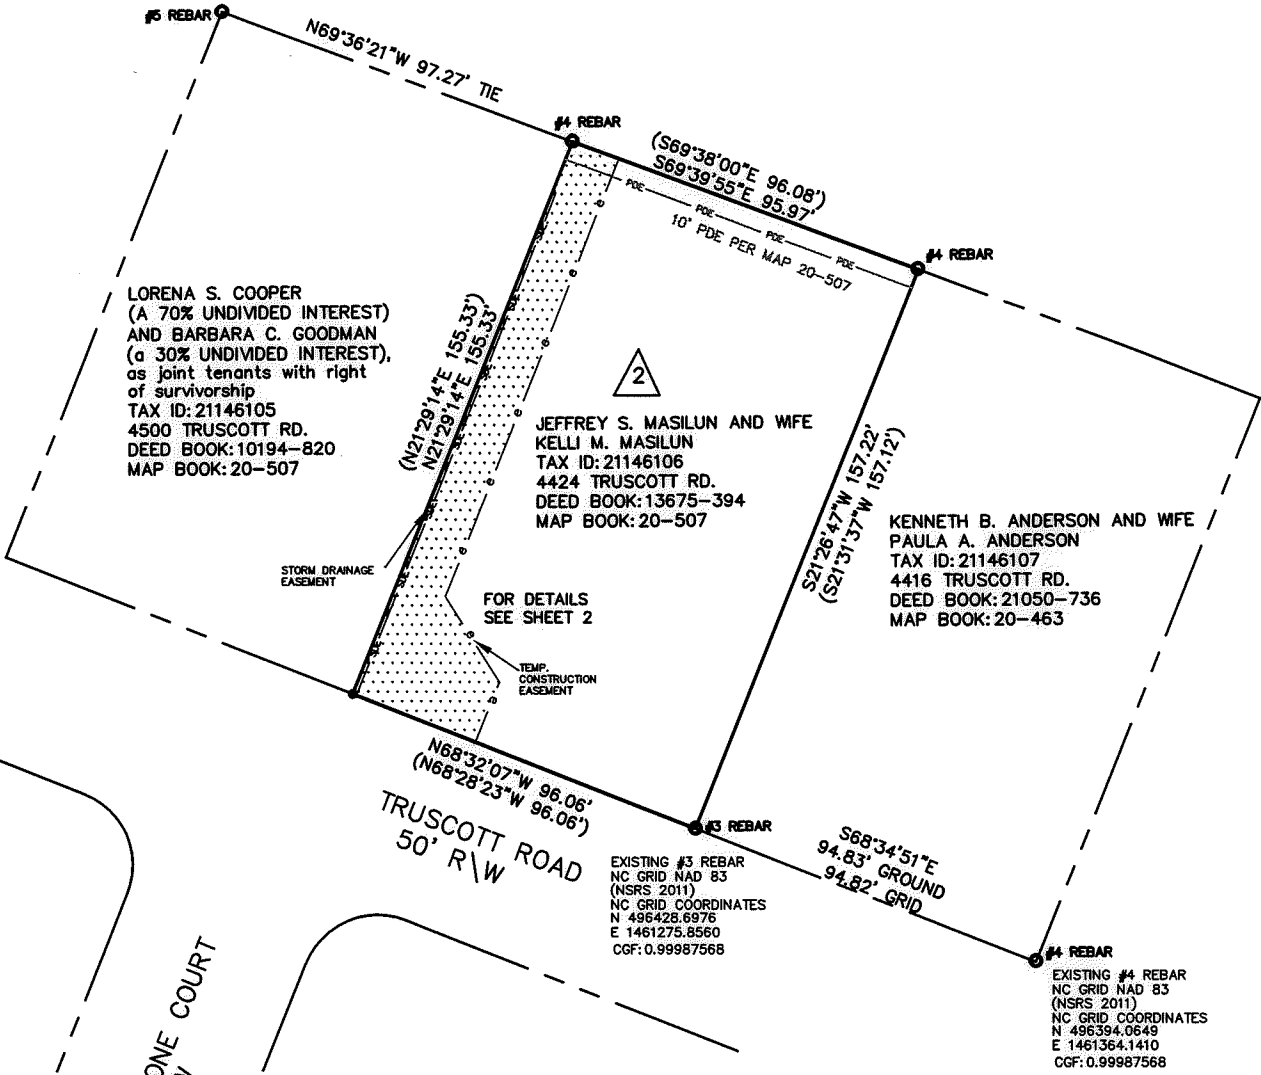 #5 REBAR
N69°36'21"W 97.27' TIE
#4 REBAR
(S69°38'00"E 96.08')
S69°39'55"E 95.97'
PDE
PDE
PDE
PDE
10' PDE PER MAP 20-507
#4 REBAR
LORENA S. COOPER
(A 70% UNDIVIDED INTEREST)
AND BARBARA C. GOODMAN
(a 30% UNDIVIDED INTEREST),
as joint tenants with right
of survivorship
TAX ID: 21146105
4500 TRUSCOTT RD.
DEED BOOK: 10194-820
MAP BOOK: 20-507
(N21°29'14"E 155.33')
N21°29'14"E 155.33'
SDE
SDE
SDE
SDE
SDE
SDE
SDE
e
e
e
e
e
e
e
e
e
2
JEFFREY S. MASILUN AND WIFE
KELLI M. MASILUN
TAX ID: 21146106
4424 TRUSCOTT RD.
DEED BOOK: 13675-394
MAP BOOK: 20-507
S21°26'47"W 157.22'
(S21°31'37"W 157.12')
KENNETH B. ANDERSON AND WIFE
PAULA A. ANDERSON
TAX ID: 21146107
4416 TRUSCOTT RD.
DEED BOOK: 21050-736
MAP BOOK: 20-463
STORM DRAINAGE
EASEMENT
FOR DETAILS
SEE SHEET 2
TEMP.
CONSTRUCTION
EASEMENT
N68°32'07"W 96.06'
(N68°28'23"W 96.06')
TRUSCOTT ROAD
50' R\W
#3 REBAR
EXISTING #3 REBAR
NC GRID NAD 83
(NSRS 2011)
NC GRID COORDINATES
N 496428.6976
E 1461275.8560
CGF: 0.99987568
S68°34'51"E
94.83' GROUND
94.82' GRID
#4 REBAR
EXISTING #4 REBAR
NC GRID NAD 83
(NSRS 2011)
NC GRID COORDINATES
N 496394.0649
E 1461364.1410
CGF: 0.99987568
ONE COURT